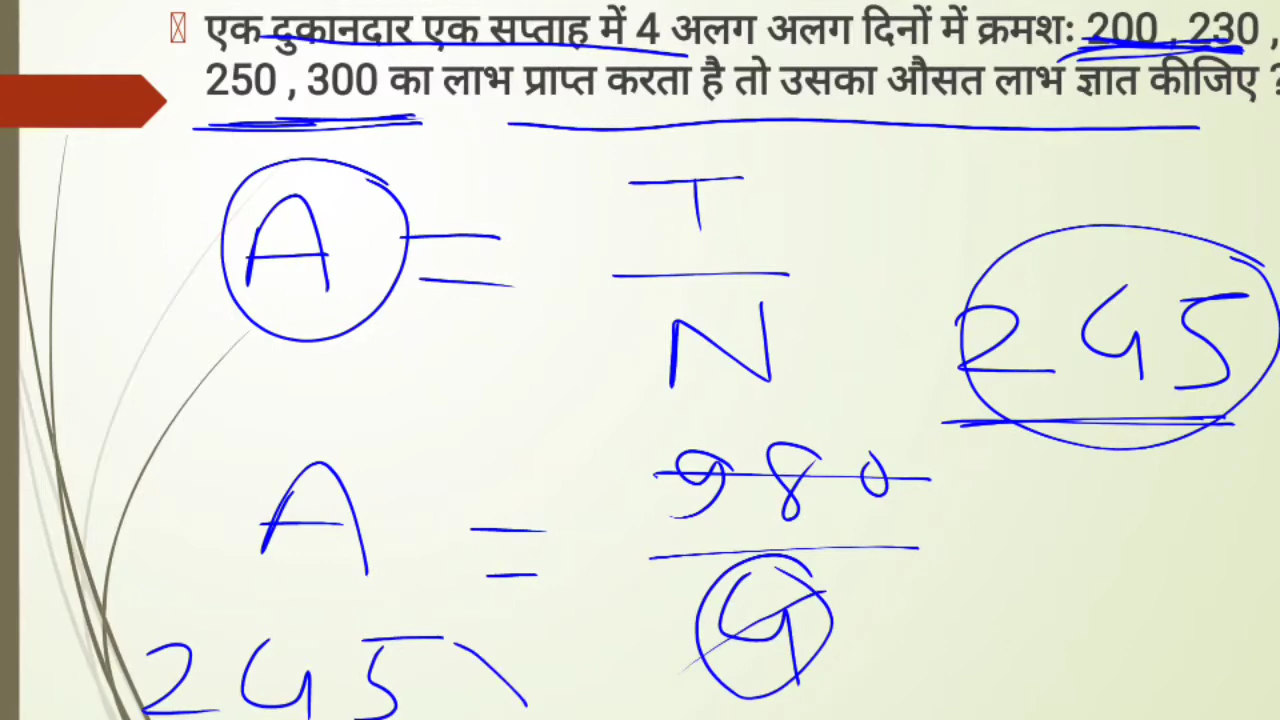 एक दुकानदार एक सप्ताह में 4 अलग अलग दिनों में क्रमशः 200 , 230 ,
250 , 300 का लाभ प्राप्त करता है तो उसका औसत लाभ ज्ञात कीजिए ?
A = T
N
245
A = 980
4
245